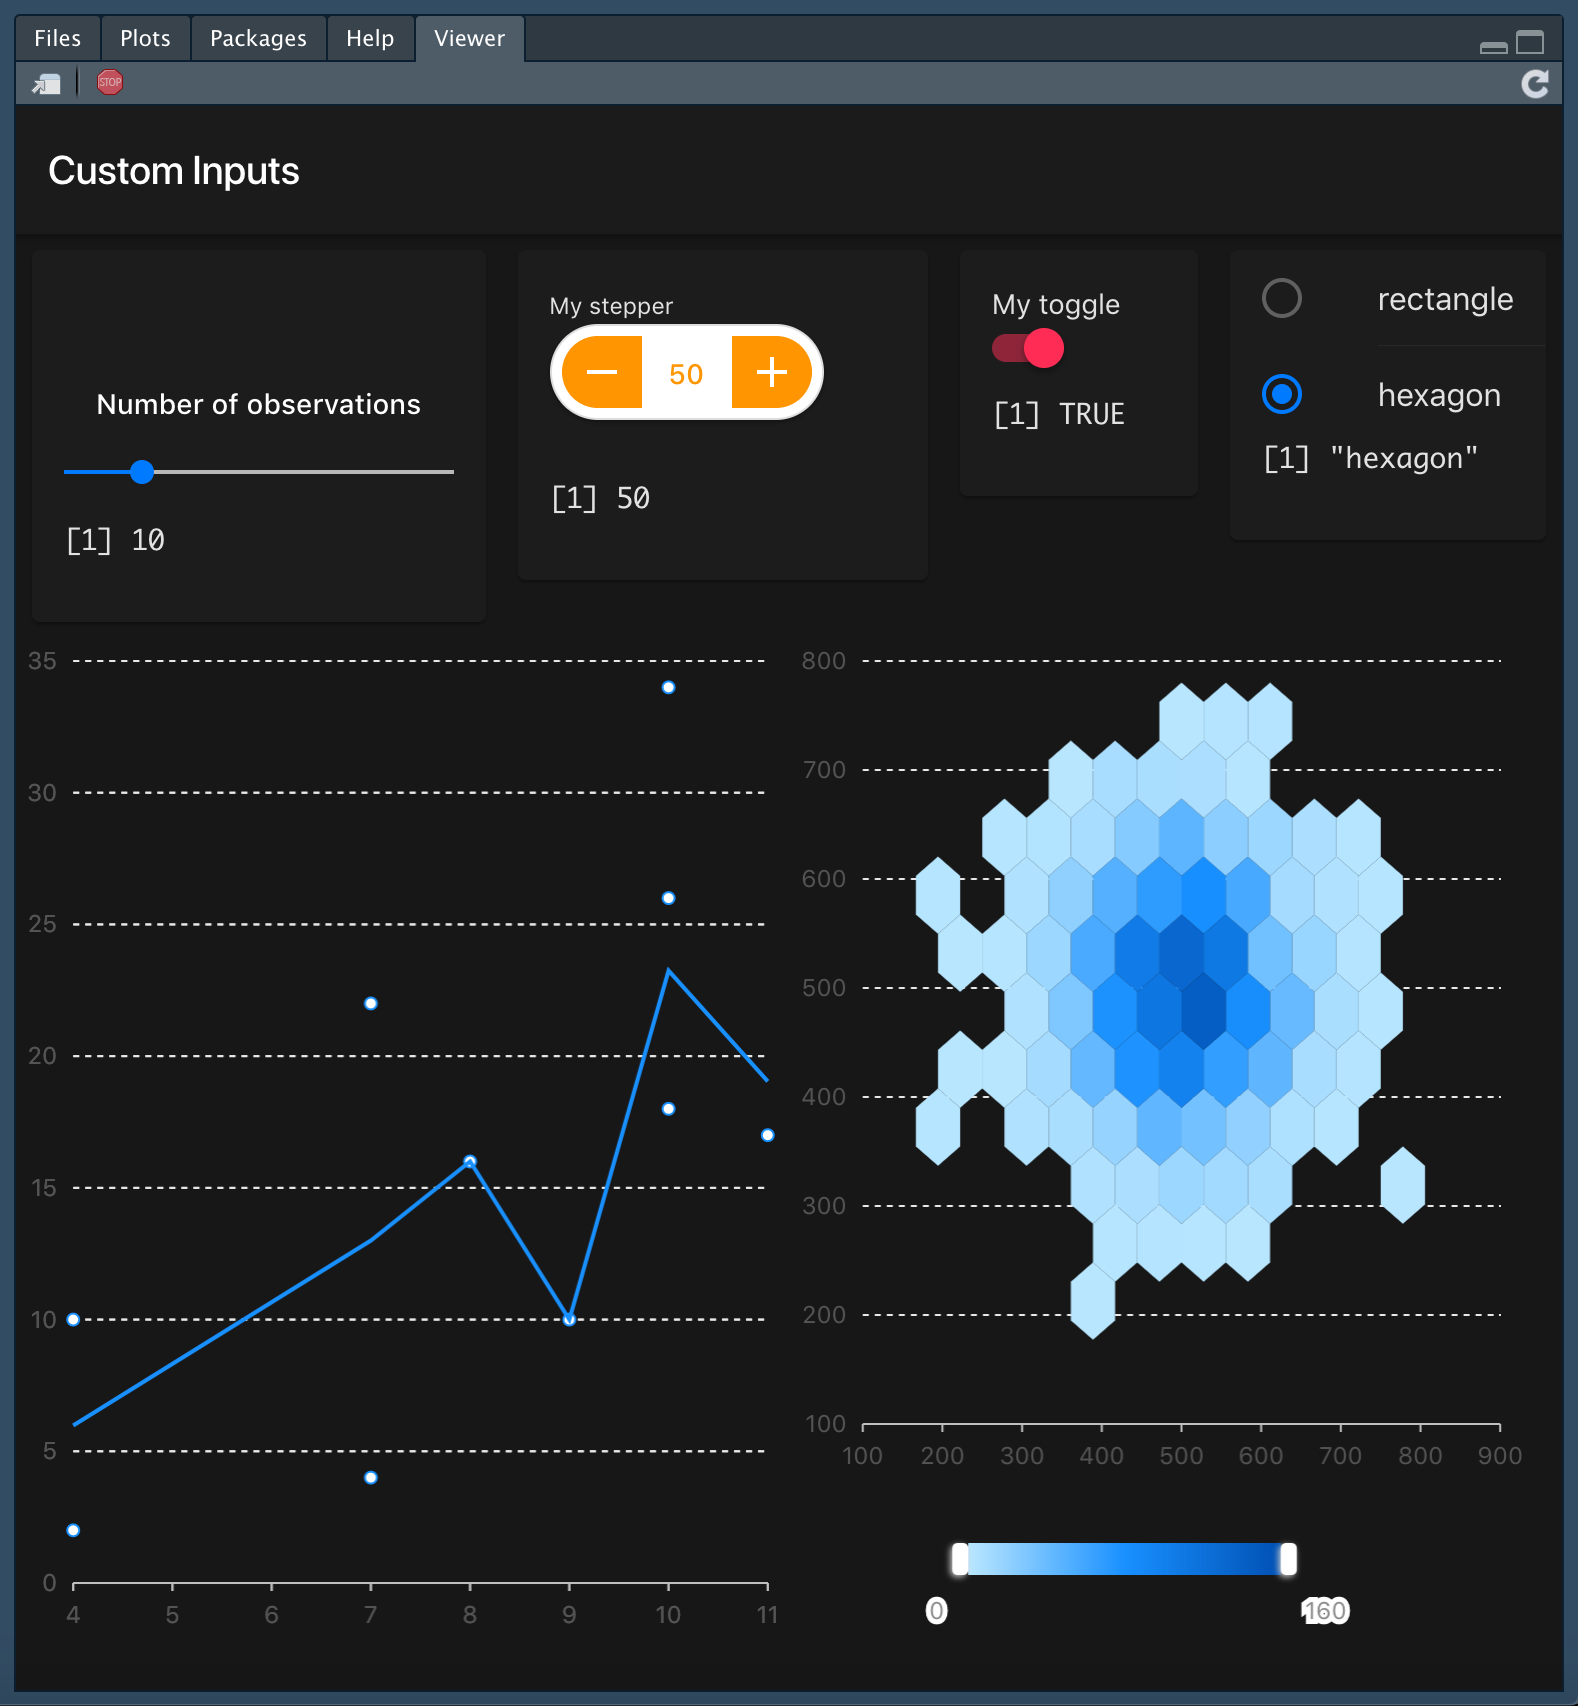 Files Plots Packages Help Viewer
STOP
Custom Inputs
Number of observations
[1] 10
My stepper
50
[1] 50
My toggle
[1] TRUE
rectangle
hexagon
[1] "hexagon"
35
30
25
20
15
10
5
0
4 5 6 7 8 9 10 11
800
700
600
500
400
300
200
100
100 200 300 400 500 600 700 800 900
0 160